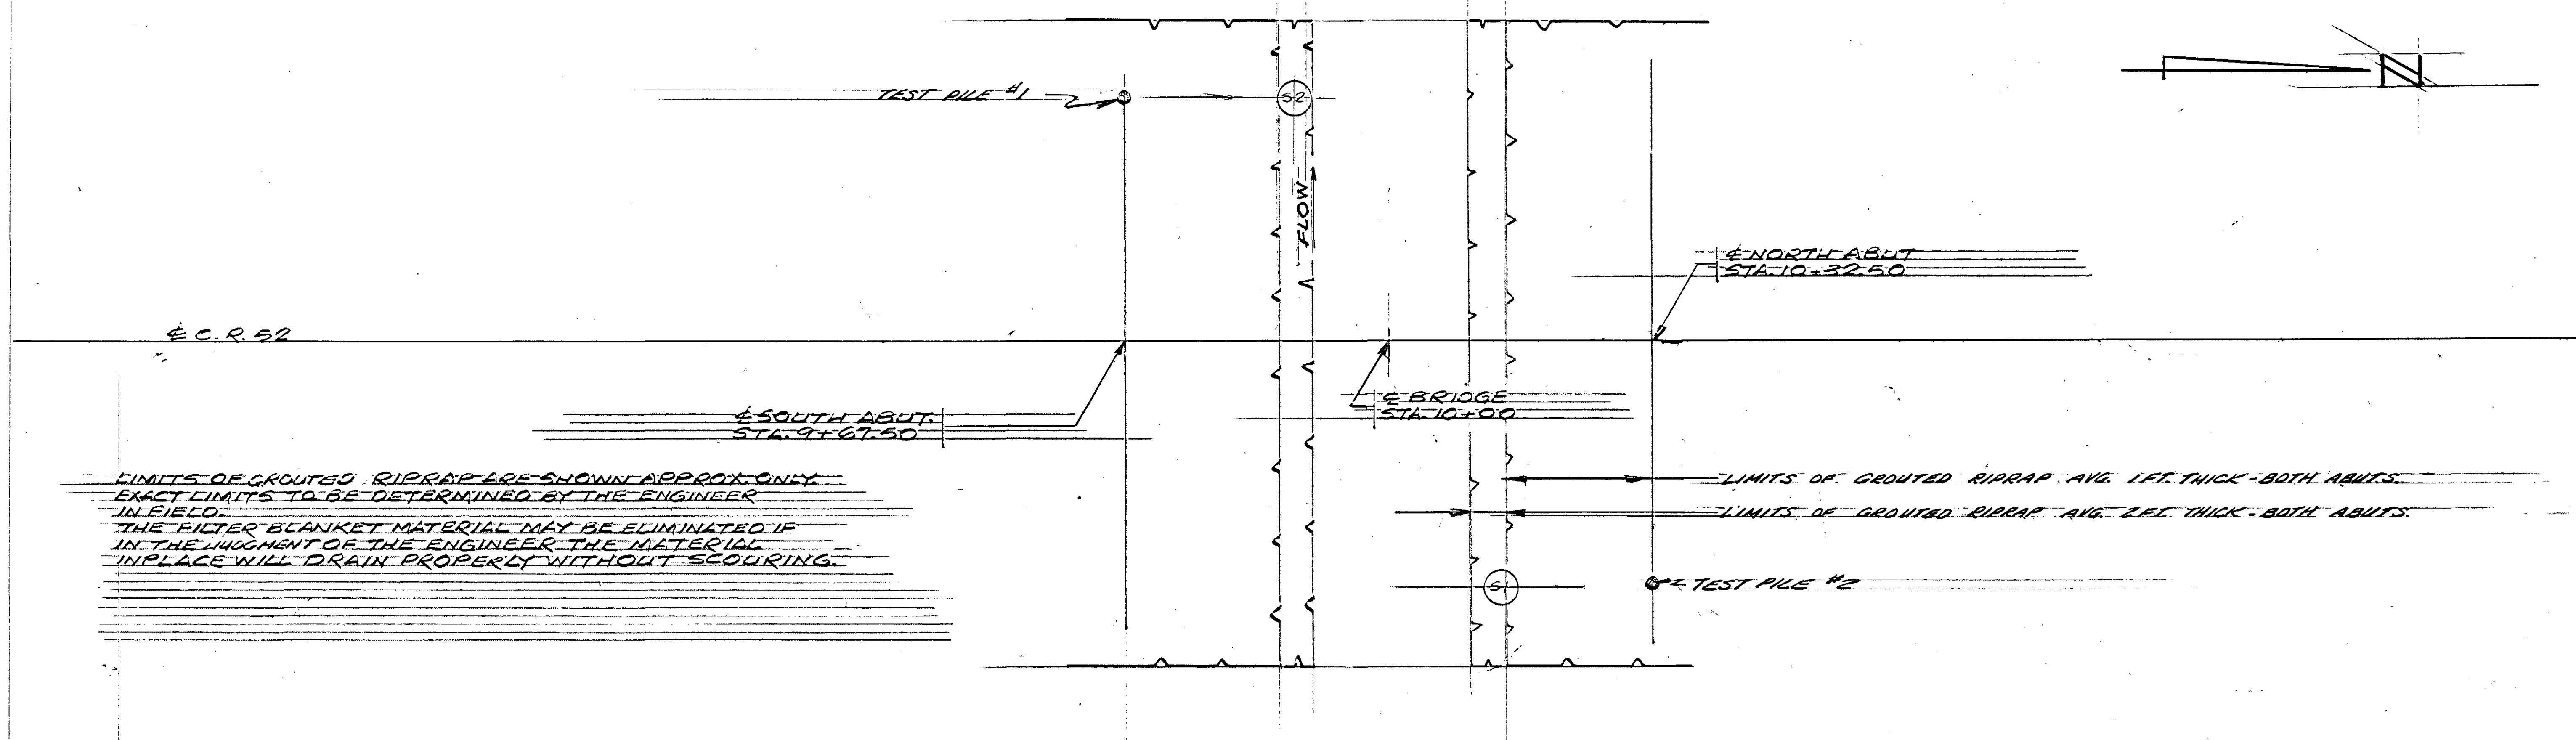 TEST PILE #1
S2
N
FLOW
℄ NORTH ABUT
STA. 10+32.50
℄ C.R. 52
℄ SOUTH ABUT.
STA. 9+67.50
℄ BRIDGE
STA. 10+00
LIMITS OF GROUTED RIPRAP ARE SHOWN APPROX. ONLY.
EXACT LIMITS TO BE DETERMINED BY THE ENGINEER
IN FIELD.
THE FILTER BLANKET MATERIAL MAY BE ELIMINATED IF
IN THE JUDGMENT OF THE ENGINEER THE MATERIAL
INPLACE WILL DRAIN PROPERLY WITHOUT SCOURING.
LIMITS OF GROUTED RIPRAP AVG. 1 FT. THICK - BOTH ABUTS.
LIMITS OF GROUTED RIPRAP AVG. 2 FT. THICK - BOTH ABUTS.
S1
TEST PILE #2